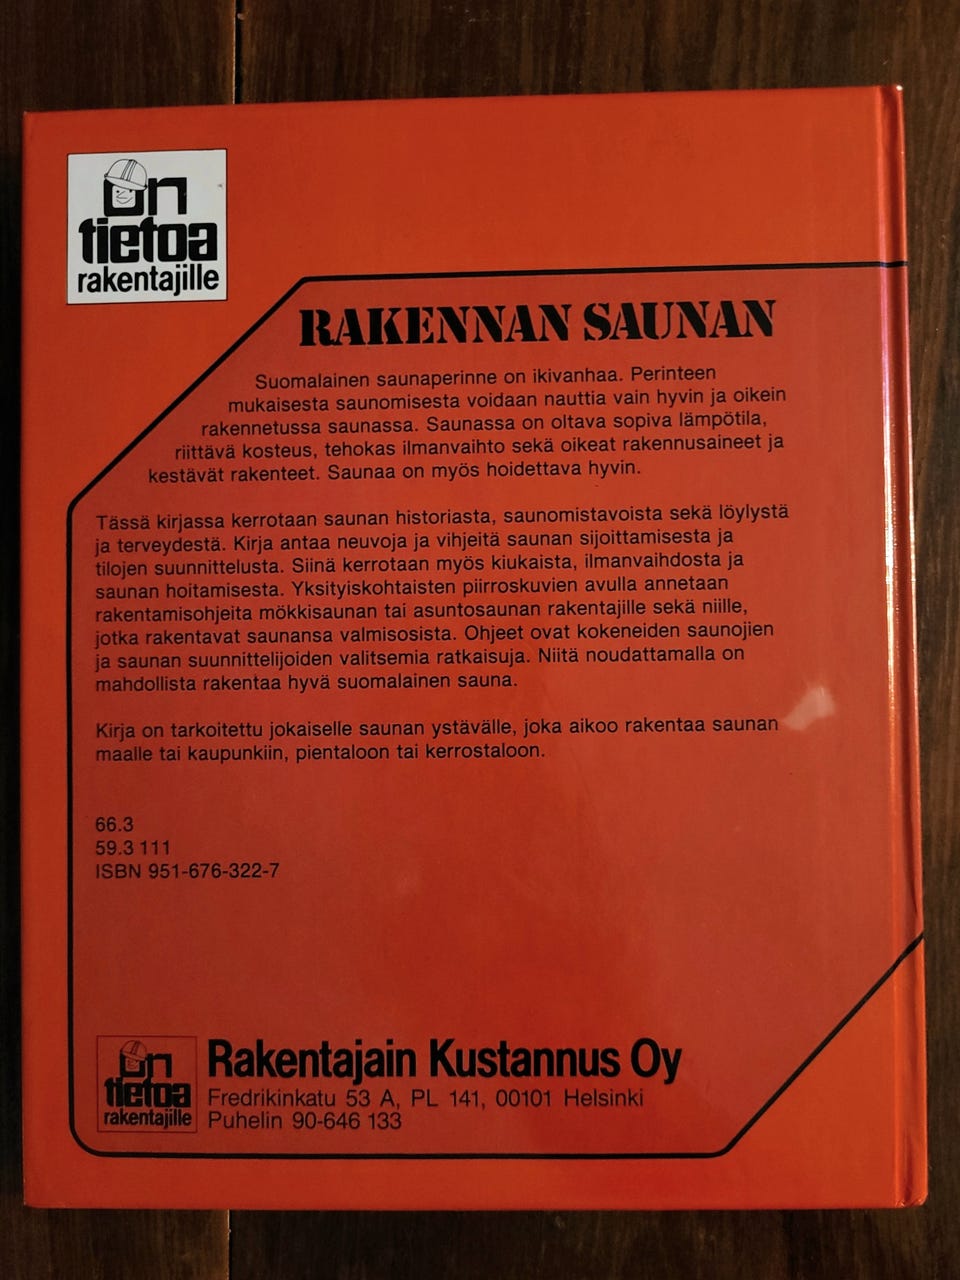 on
tietoa
rakentajille
RAKENNAN SAUNAN
Suomalainen saunaperinne on ikivanhaa. Perinteen
mukaisesta saunomisesta voidaan nauttia vain hyvin ja oikein
rakennetussa saunassa. Saunassa on oltava sopiva lämpötila,
riittävä kosteus, tehokas ilmanvaihto sekä oikeat rakennusaineet ja
kestävät rakenteet. Saunaa on myös hoidettava hyvin.
Tässä kirjassa kerrotaan saunan historiasta, saunomistavoista sekä löylystä
ja terveydestä. Kirja antaa neuvoja ja vihjeitä saunan sijoittamisesta ja
tilojen suunnittelusta. Siinä kerrotaan myös kiukaista, ilmanvaihdosta ja
saunan hoitamisesta. Yksityiskohtaisten piirroskuvien avulla annetaan
rakentamisohjeita mökkisaunan tai asuntosaunan rakentajille sekä niille,
jotka rakentavat saunansa valmisosista. Ohjeet ovat kokeneiden saunojien
ja saunan suunnittelijoiden valitsemia ratkaisuja. Niitä noudattamalla on
mahdollista rakentaa hyvä suomalainen sauna.
Kirja on tarkoitettu jokaiselle saunan ystävälle, joka aikoo rakentaa saunan
maalle tai kaupunkiin, pientaloon tai kerrostaloon.
66.3
59.3 111
ISBN 951-676-322-7
on
tietoa
rakentajille
Rakentajain Kustannus Oy
Fredrikinkatu 53 A, PL 141, 00101 Helsinki
Puhelin 90-646 133